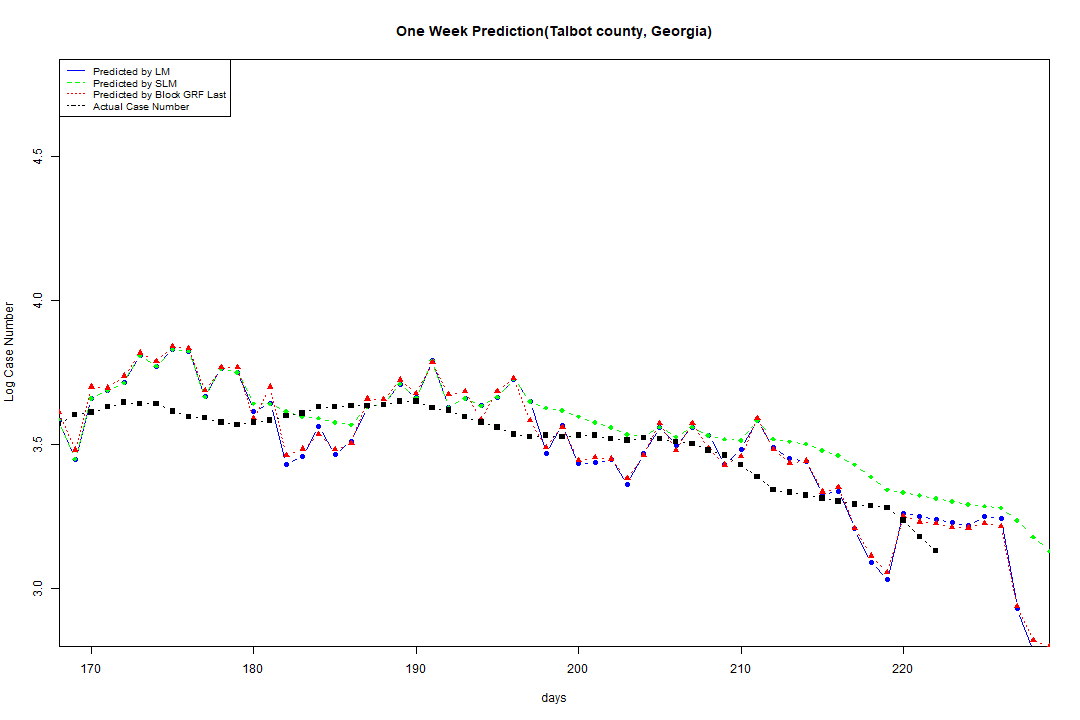 One Week Prediction(Talbot county, Georgia)
Predicted by LM
Predicted by SLM
Predicted by Block GRF Last
Actual Case Number
4.5
4.0
3.5
3.0
Log Case Number
170 180 190 200 210 220
days